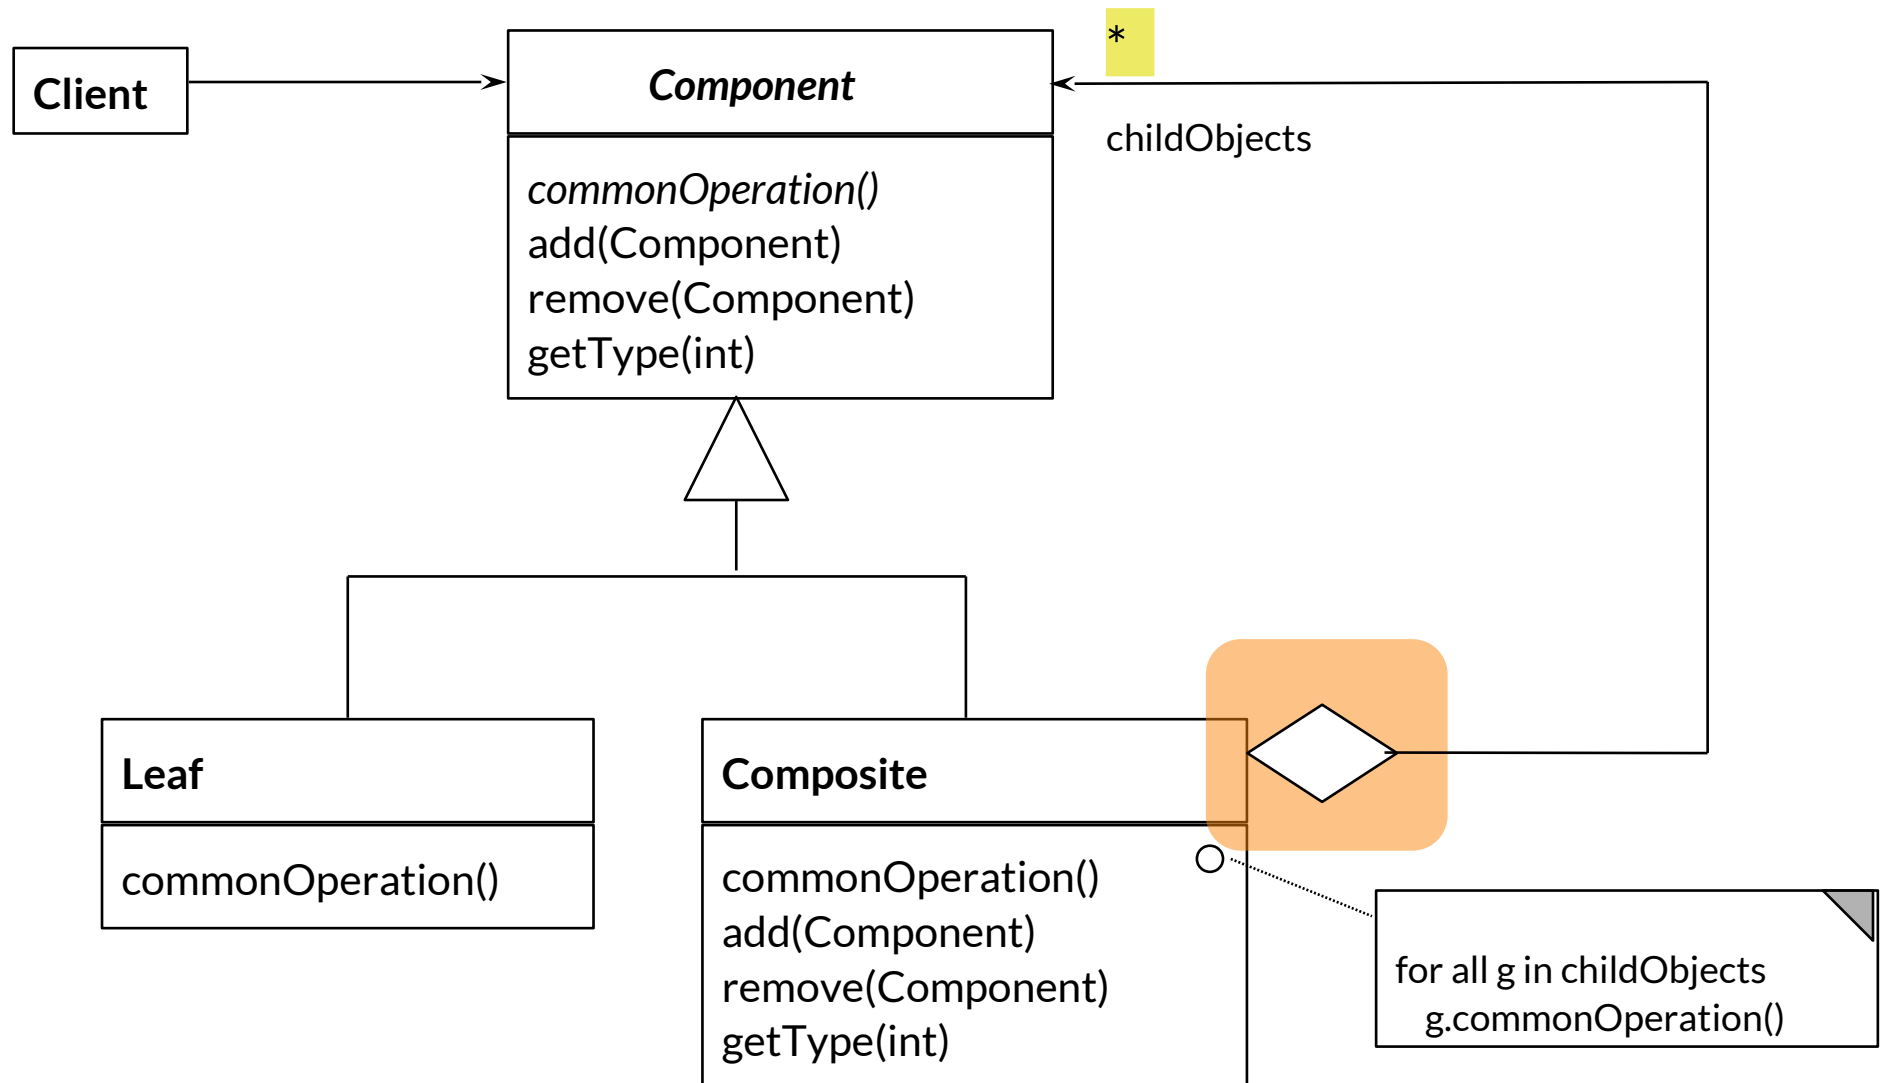 *
Client
Component
childObjects
commonOperation()
add(Component)
remove(Component)
getType(int)
Leaf
commonOperation()
Composite
commonOperation()
add(Component)
remove(Component)
getType(int)
for all g in childObjects
g.commonOperation()